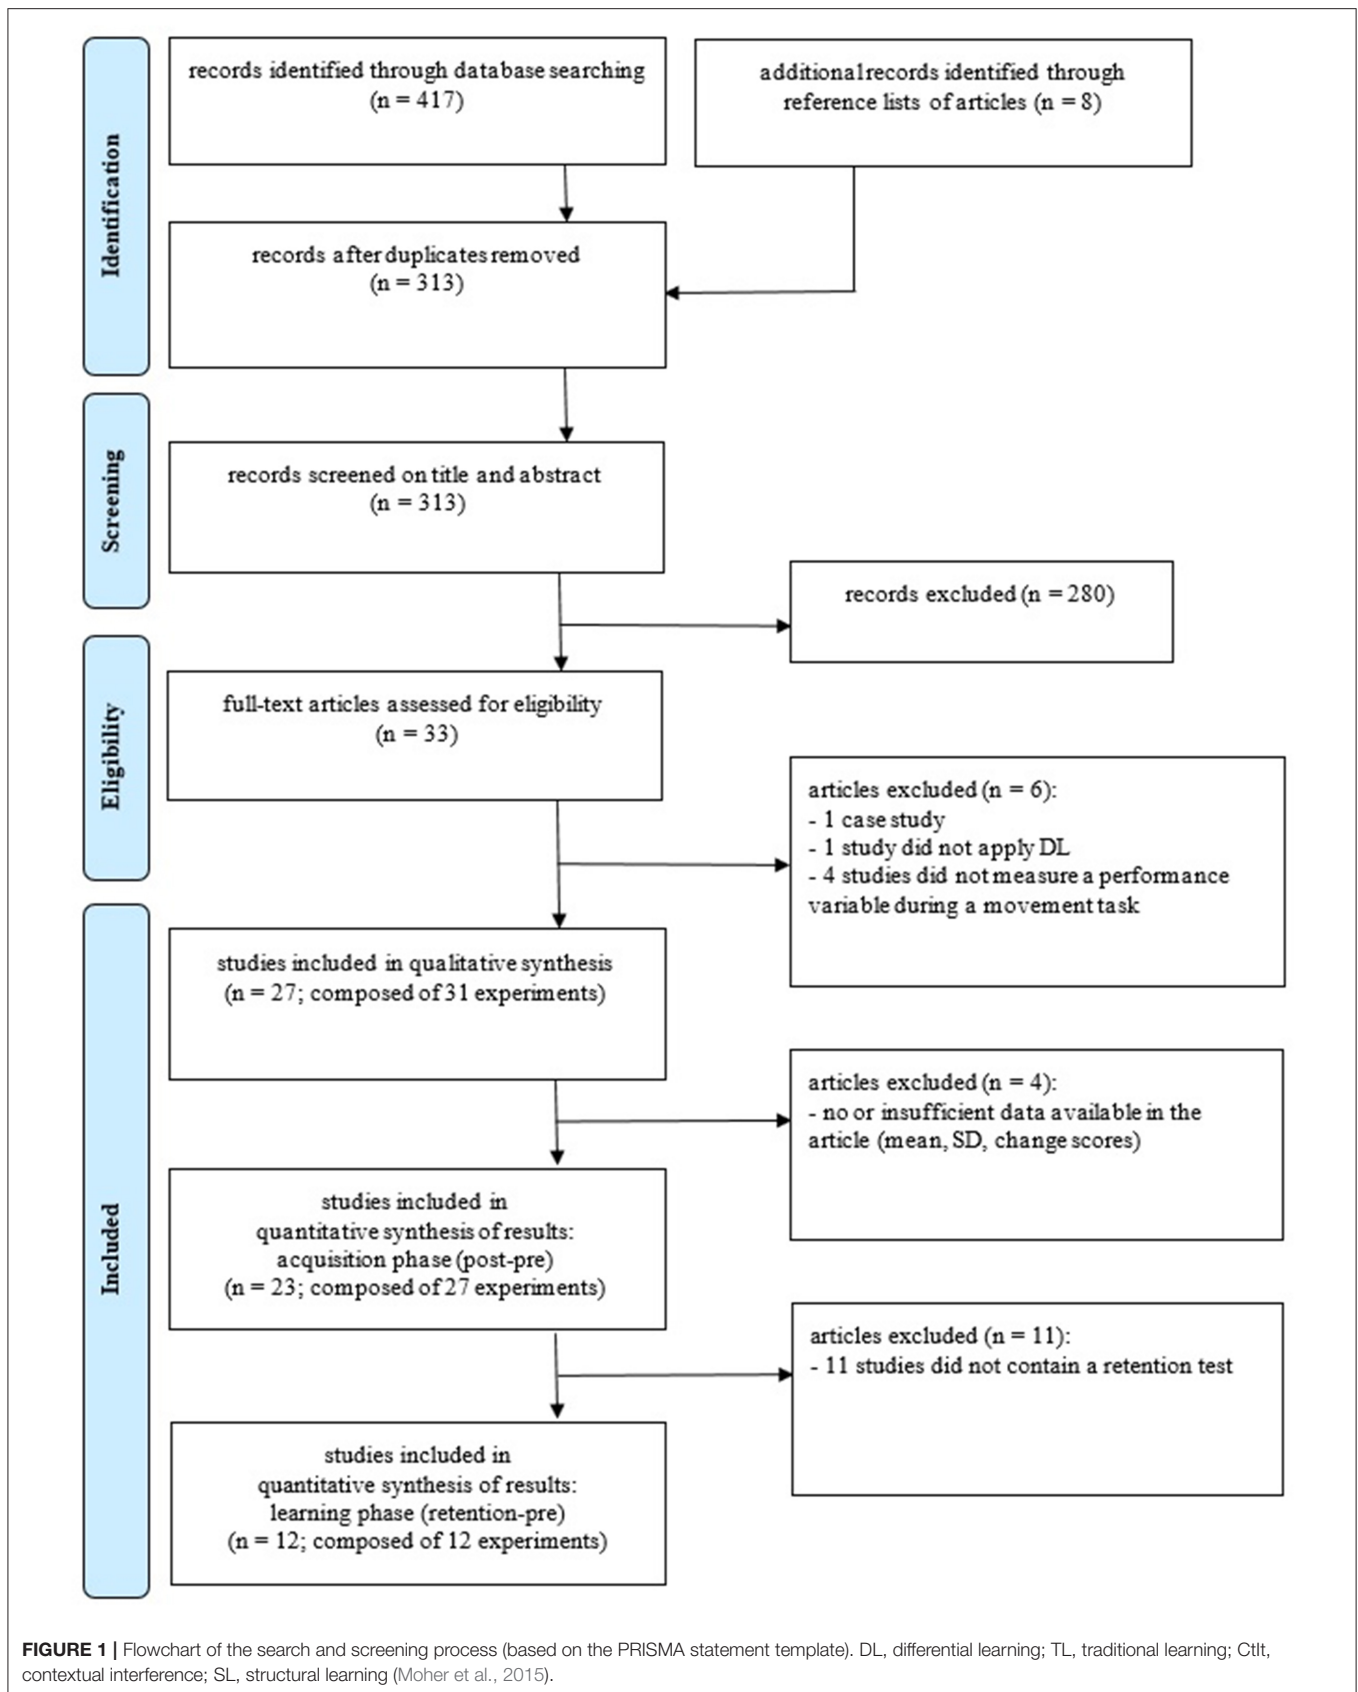 Identification
records identified through database searching
(n = 417)
additional records identified through
reference lists of articles (n = 8)
records after duplicates removed
(n = 313)
Screening
records screened on title and abstract
(n = 313)
records excluded (n = 280)
Eligibility
full-text articles assessed for eligibility
(n = 33)
articles excluded (n = 6):
- 1 case study
- 1 study did not apply DL
- 4 studies did not measure a performance
variable during a movement task
Included
studies included in qualitative synthesis
(n = 27; composed of 31 experiments)
articles excluded (n = 4):
- no or insufficient data available in the
article (mean, SD, change scores)
studies included in
quantitative synthesis of results:
acquisition phase (post-pre)
(n = 23; composed of 27 experiments)
articles excluded (n = 11):
- 11 studies did not contain a retention test
studies included in
quantitative synthesis of results:
learning phase (retention-pre)
(n = 12; composed of 12 experiments)
FIGURE 1 | Flowchart of the search and screening process (based on the PRISMA statement template). DL, differential learning; TL, traditional learning; CtIt,
contextual interference; SL, structural learning (Moher et al., 2015).